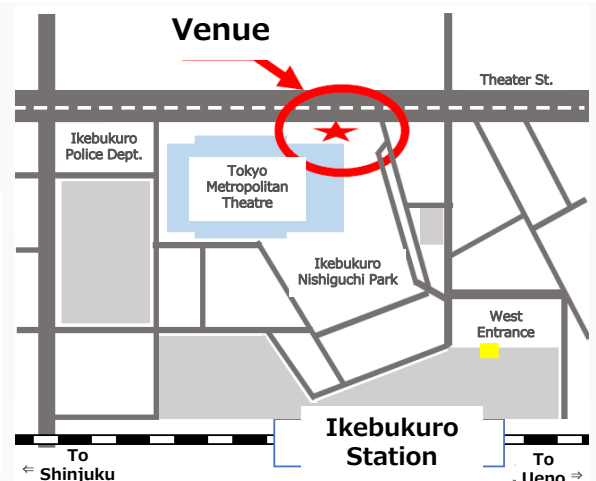 Venue
Theater St.
Ikebukuro
Police Dept.
Tokyo
Metropolitan
Theatre
Ikebukuro
Nishiguchi Park
West
Entrance
Ikebukuro
Station
To
⇐ Shinjuku
To
Ueno ⇒